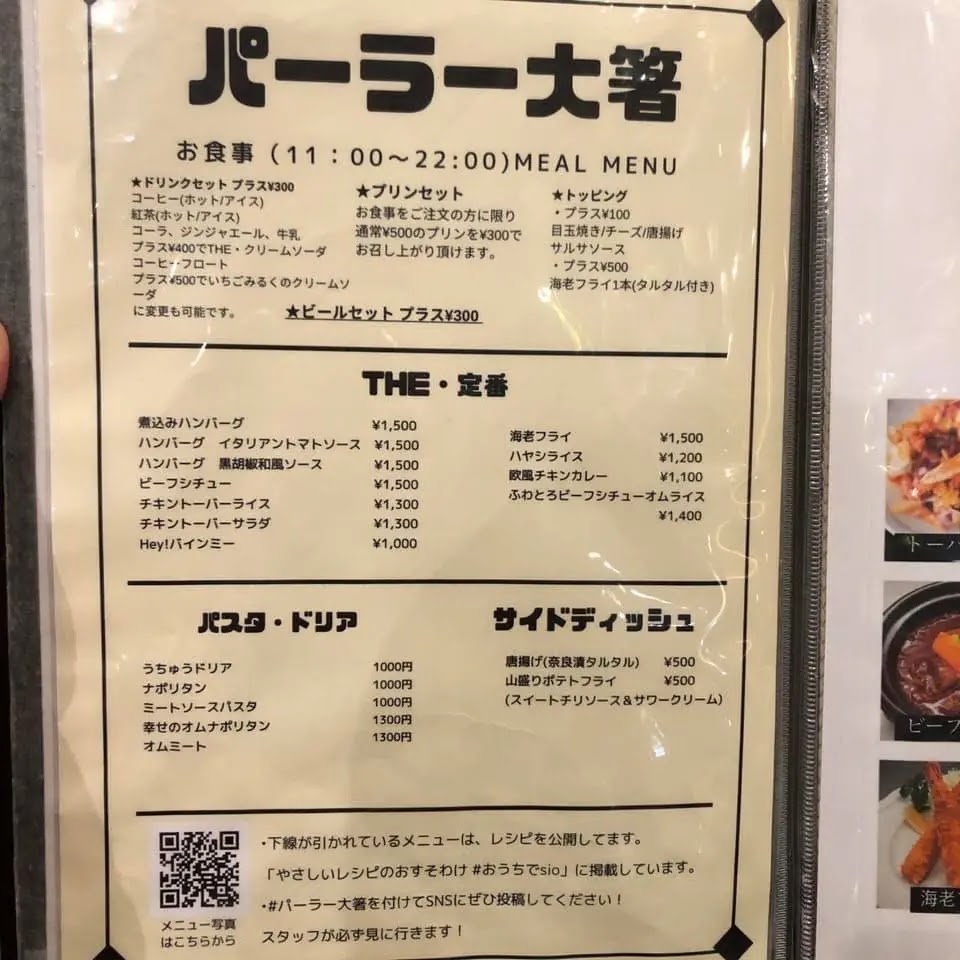 パーラー大箸
お食事（11：00〜22:00)MEAL MENU
★ドリンクセット プラス¥300
コーヒー(ホット/アイス)
紅茶(ホット/アイス)
コーラ、ジンジャエール、牛乳
プラス¥400でTHE・クリームソーダ
コーヒーフロート
プラス¥500でいちごみるくのクリームソ
ーダ
に変更も可能です。
★プリンセット
お食事をご注文の方に限り
通常¥500のプリンを¥300で
お召し上がり頂けます。
★トッピング
・プラス¥100
目玉焼き/チーズ/唐揚げ
サルサソース
・プラス¥500
海老フライ1本(タルタル付き)
★ビールセット プラス¥300
THE・定番
煮込みハンバーグ ¥1,500
ハンバーグ イタリアントマトソース ¥1,500
ハンバーグ 黒胡椒和風ソース ¥1,500
ビーフシチュー ¥1,500
チキントーバーライス ¥1,300
チキントーバーサラダ ¥1,300
Hey!バインミー ¥1,000
海老フライ ¥1,500
ハヤシライス ¥1,200
欧風チキンカレー ¥1,100
ふわとろビーフシチューオムライス
¥1,400
パスタ・ドリア
うちゅうドリア 1000円
ナポリタン 1000円
ミートソースパスタ 1000円
幸せのオムナポリタン 1300円
オムミート 1300円
サイドディッシュ
唐揚げ(奈良漬タルタル) ¥500
山盛りポテトフライ ¥500
(スイートチリソース＆サワークリーム)
メニュー写真
はこちらから
・下線が引かれているメニューは、レシピを公開してます。
「やさしいレシピのおすそわけ #おうちでsio」に掲載しています。
・#パーラー大箸を付けてSNSにぜひ投稿してください！
スタッフが必ず見に行きます！
トーバ
ビーフ
海老